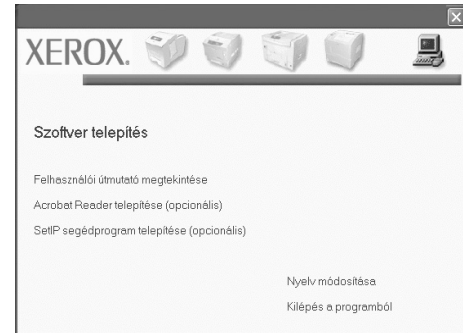 XEROX.
Szoftver telepítés
Felhasználói útmutató megtekintése
Acrobat Reader telepítése (opcionális)
SetIP segédprogram telepítése (opcionális)
Nyelv módosítása
Kilépés a programból